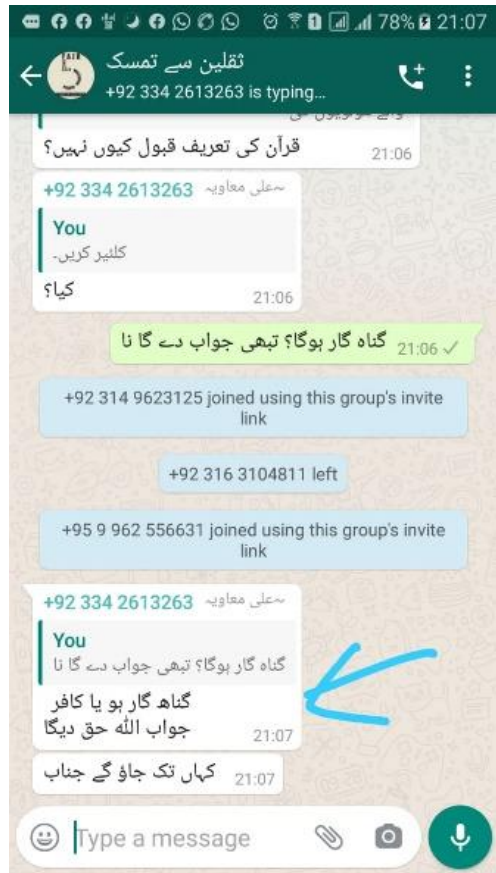 78% 21:07
ثقلین سے تمسک
+92 334 2613263 is typing...
قرآن کی تعریف قبول کیوں نہیں؟
21:06
+92 334 2613263 ~علی معاویہ
You
کلئیر کریں۔
کیا؟
21:06
گناہ گار ہوگا؟ تبھی جواب دے گا نا
21:06
+92 314 9623125 joined using this group's invite
link
+92 316 3104811 left
+95 9 962 556631 joined using this group's invite
link
+92 334 2613263 ~علی معاویہ
You
گناہ گار ہوگا؟ تبھی جواب دے گا نا
گناھ گار ہو یا کافر
جواب اللہ حق دیگا
21:07
کہاں تک جاؤ گے جناب
21:07
Type a message